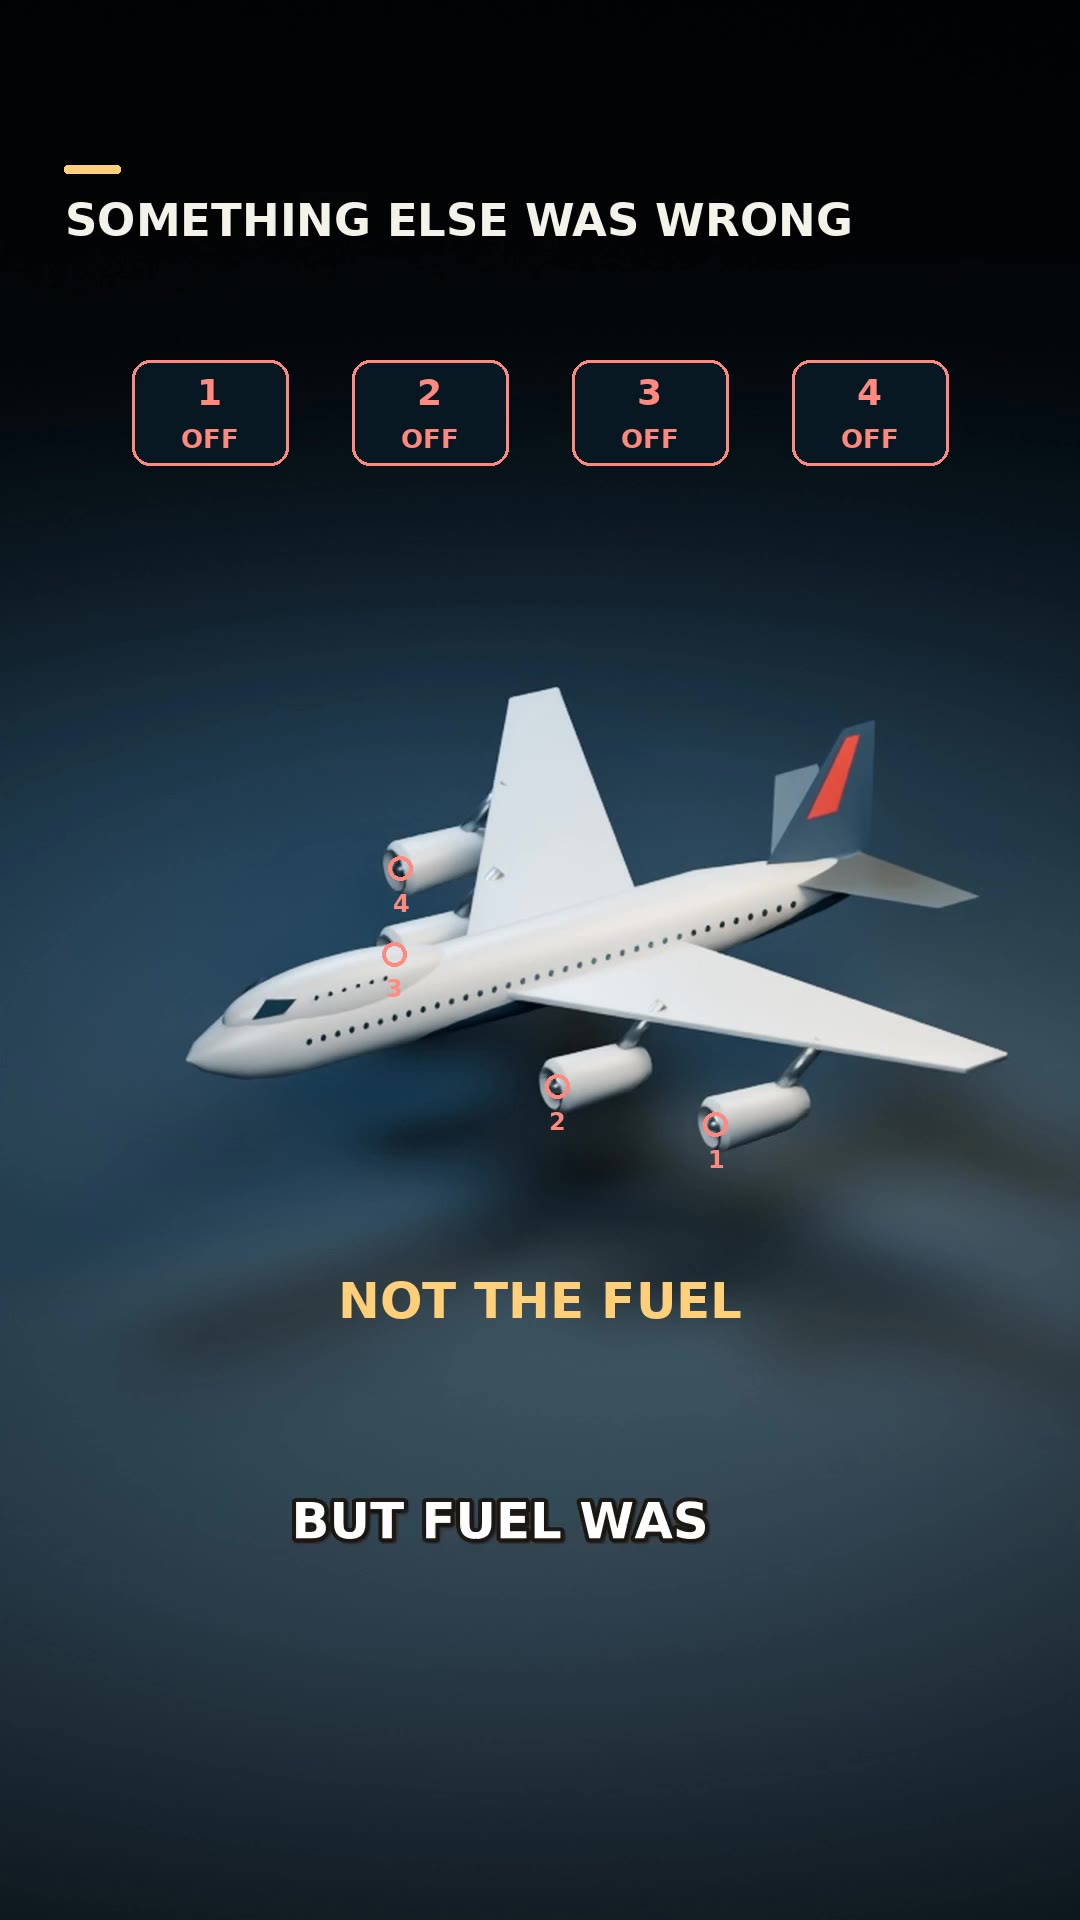 SOMETHING ELSE WAS WRONG
1 2 3 4
OFF OFF OFF OFF
4
3
2
1
NOT THE FUEL
BUT FUEL WAS